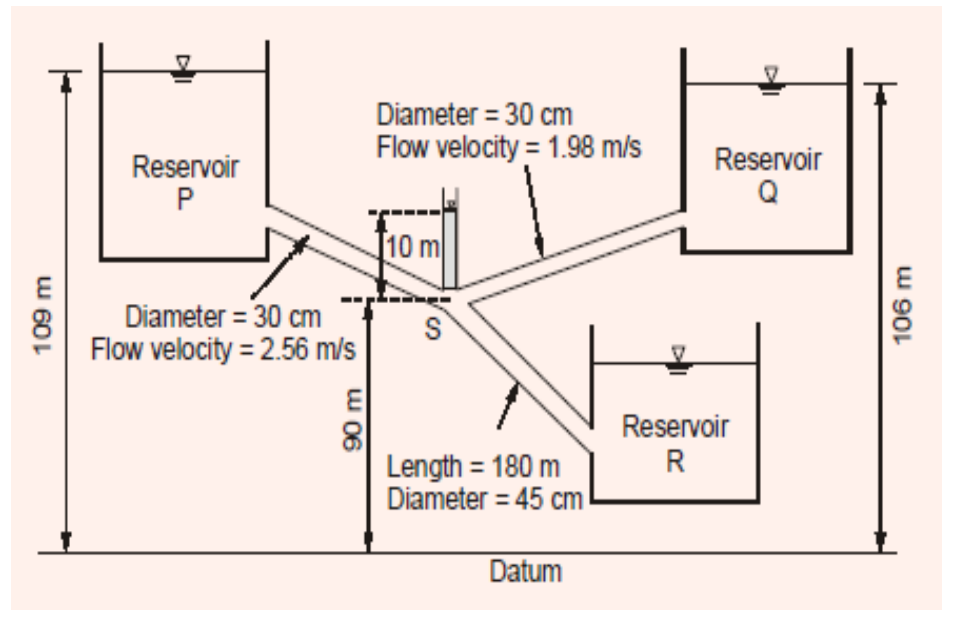 Diameter = 30 cm
Flow velocity = 1.98 m/s
Reservoir
P
Reservoir
Q
10 m
109 m
106 m
Diameter = 30 cm
Flow velocity = 2.56 m/s
S
90 m
Reservoir
R
Length = 180 m
Diameter = 45 cm
Datum